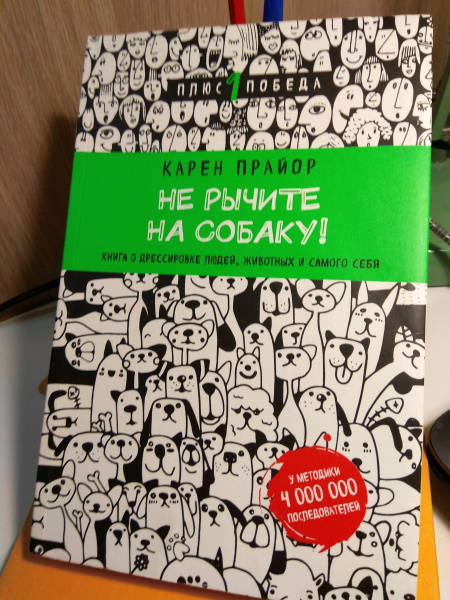 ПЛЮС 1 ПОБЕДА
КАРЕН ПРАЙОР
НЕ РЫЧИТЕ
НА СОБАКУ!
КНИГА О ДРЕССИРОВКЕ ЛЮДЕЙ, ЖИВОТНЫХ И САМОГО СЕБЯ
У МЕТОДИКИ
4 000 000
ПОСЛЕДОВАТЕЛЕЙ